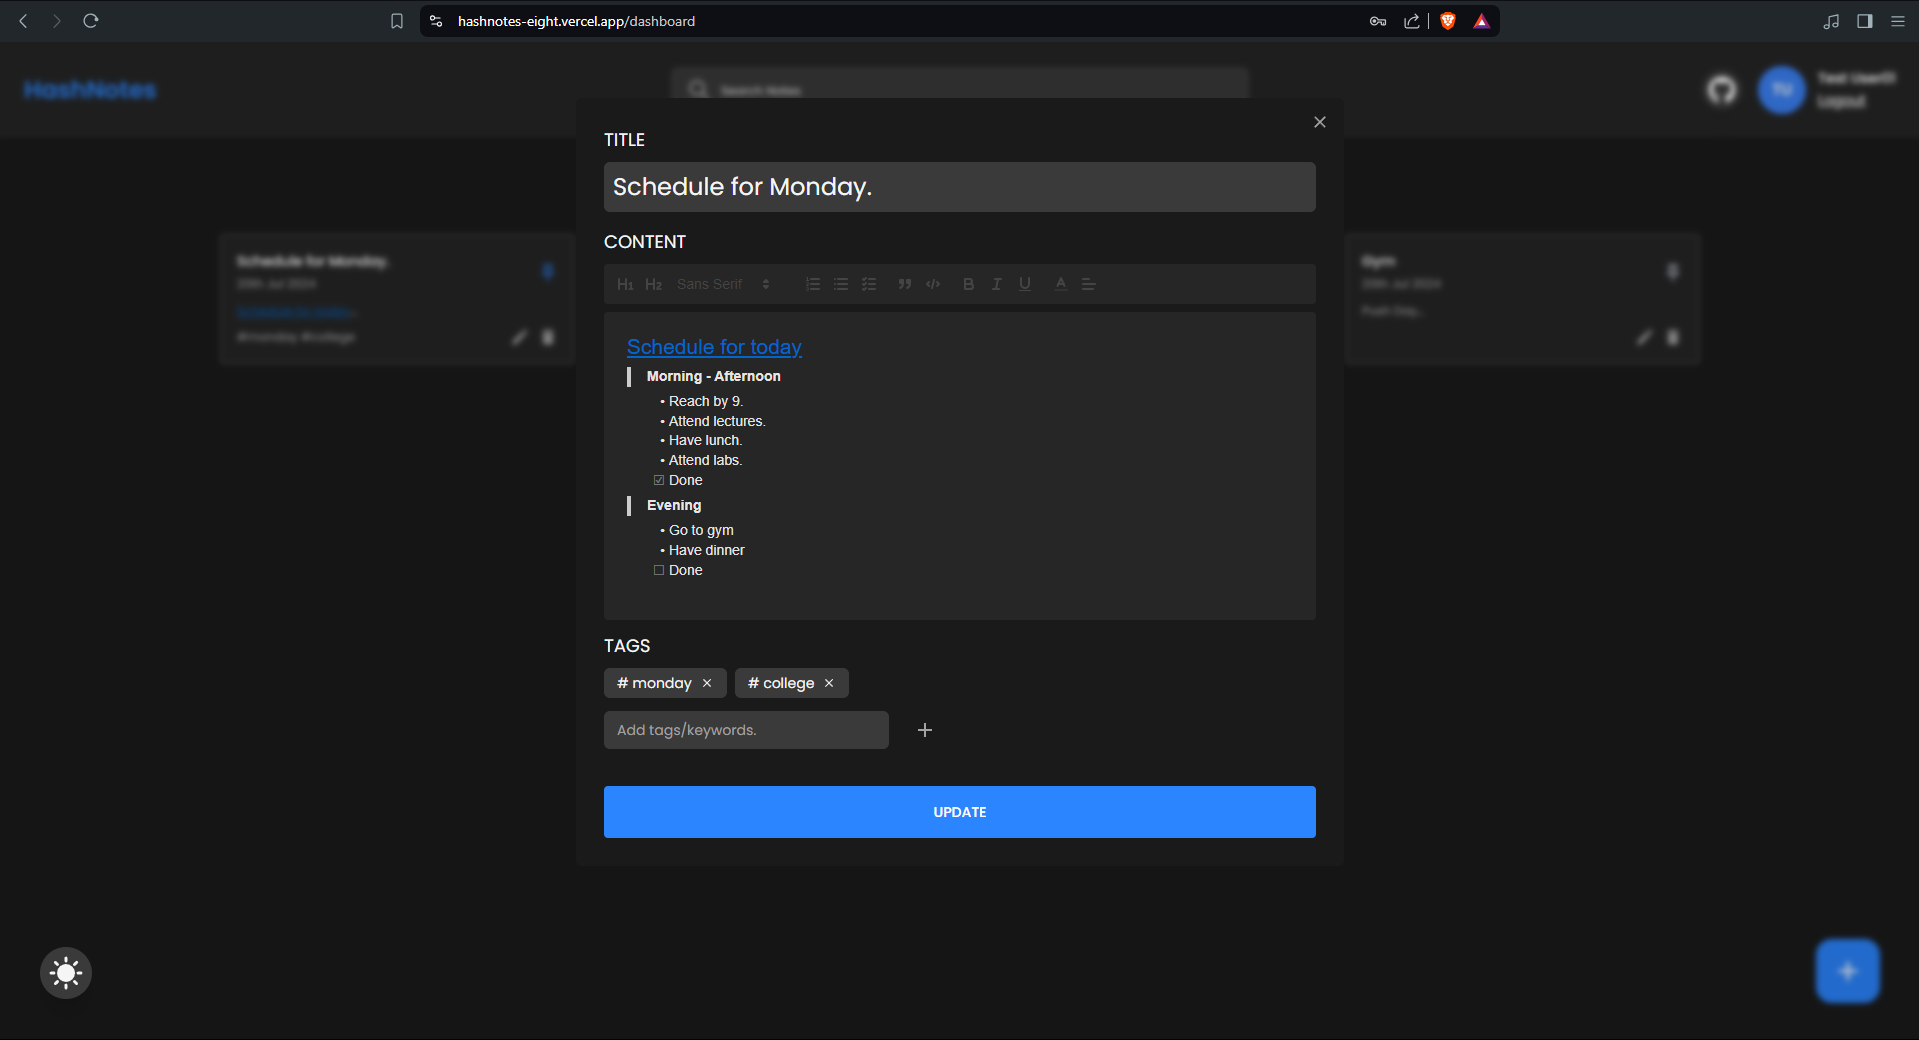 hashnotes-eight.vercel.app/dashboard
HashNotes
Search Notes
TU
Test User01
Logout
TITLE
Schedule for Monday.
CONTENT
H1 H2 Sans Serif
Schedule for today
Morning - Afternoon
• Reach by 9.
• Attend lectures.
• Have lunch.
• Attend labs.
☑ Done
Evening
• Go to gym
• Have dinner
☐ Done
TAGS
# monday ×
# college ×
Add tags/keywords.
UPDATE
Schedule for Monday.
20th Jul 2024
Schedule for today...
#monday #college
Gym
20th Jul 2024
Push Day...